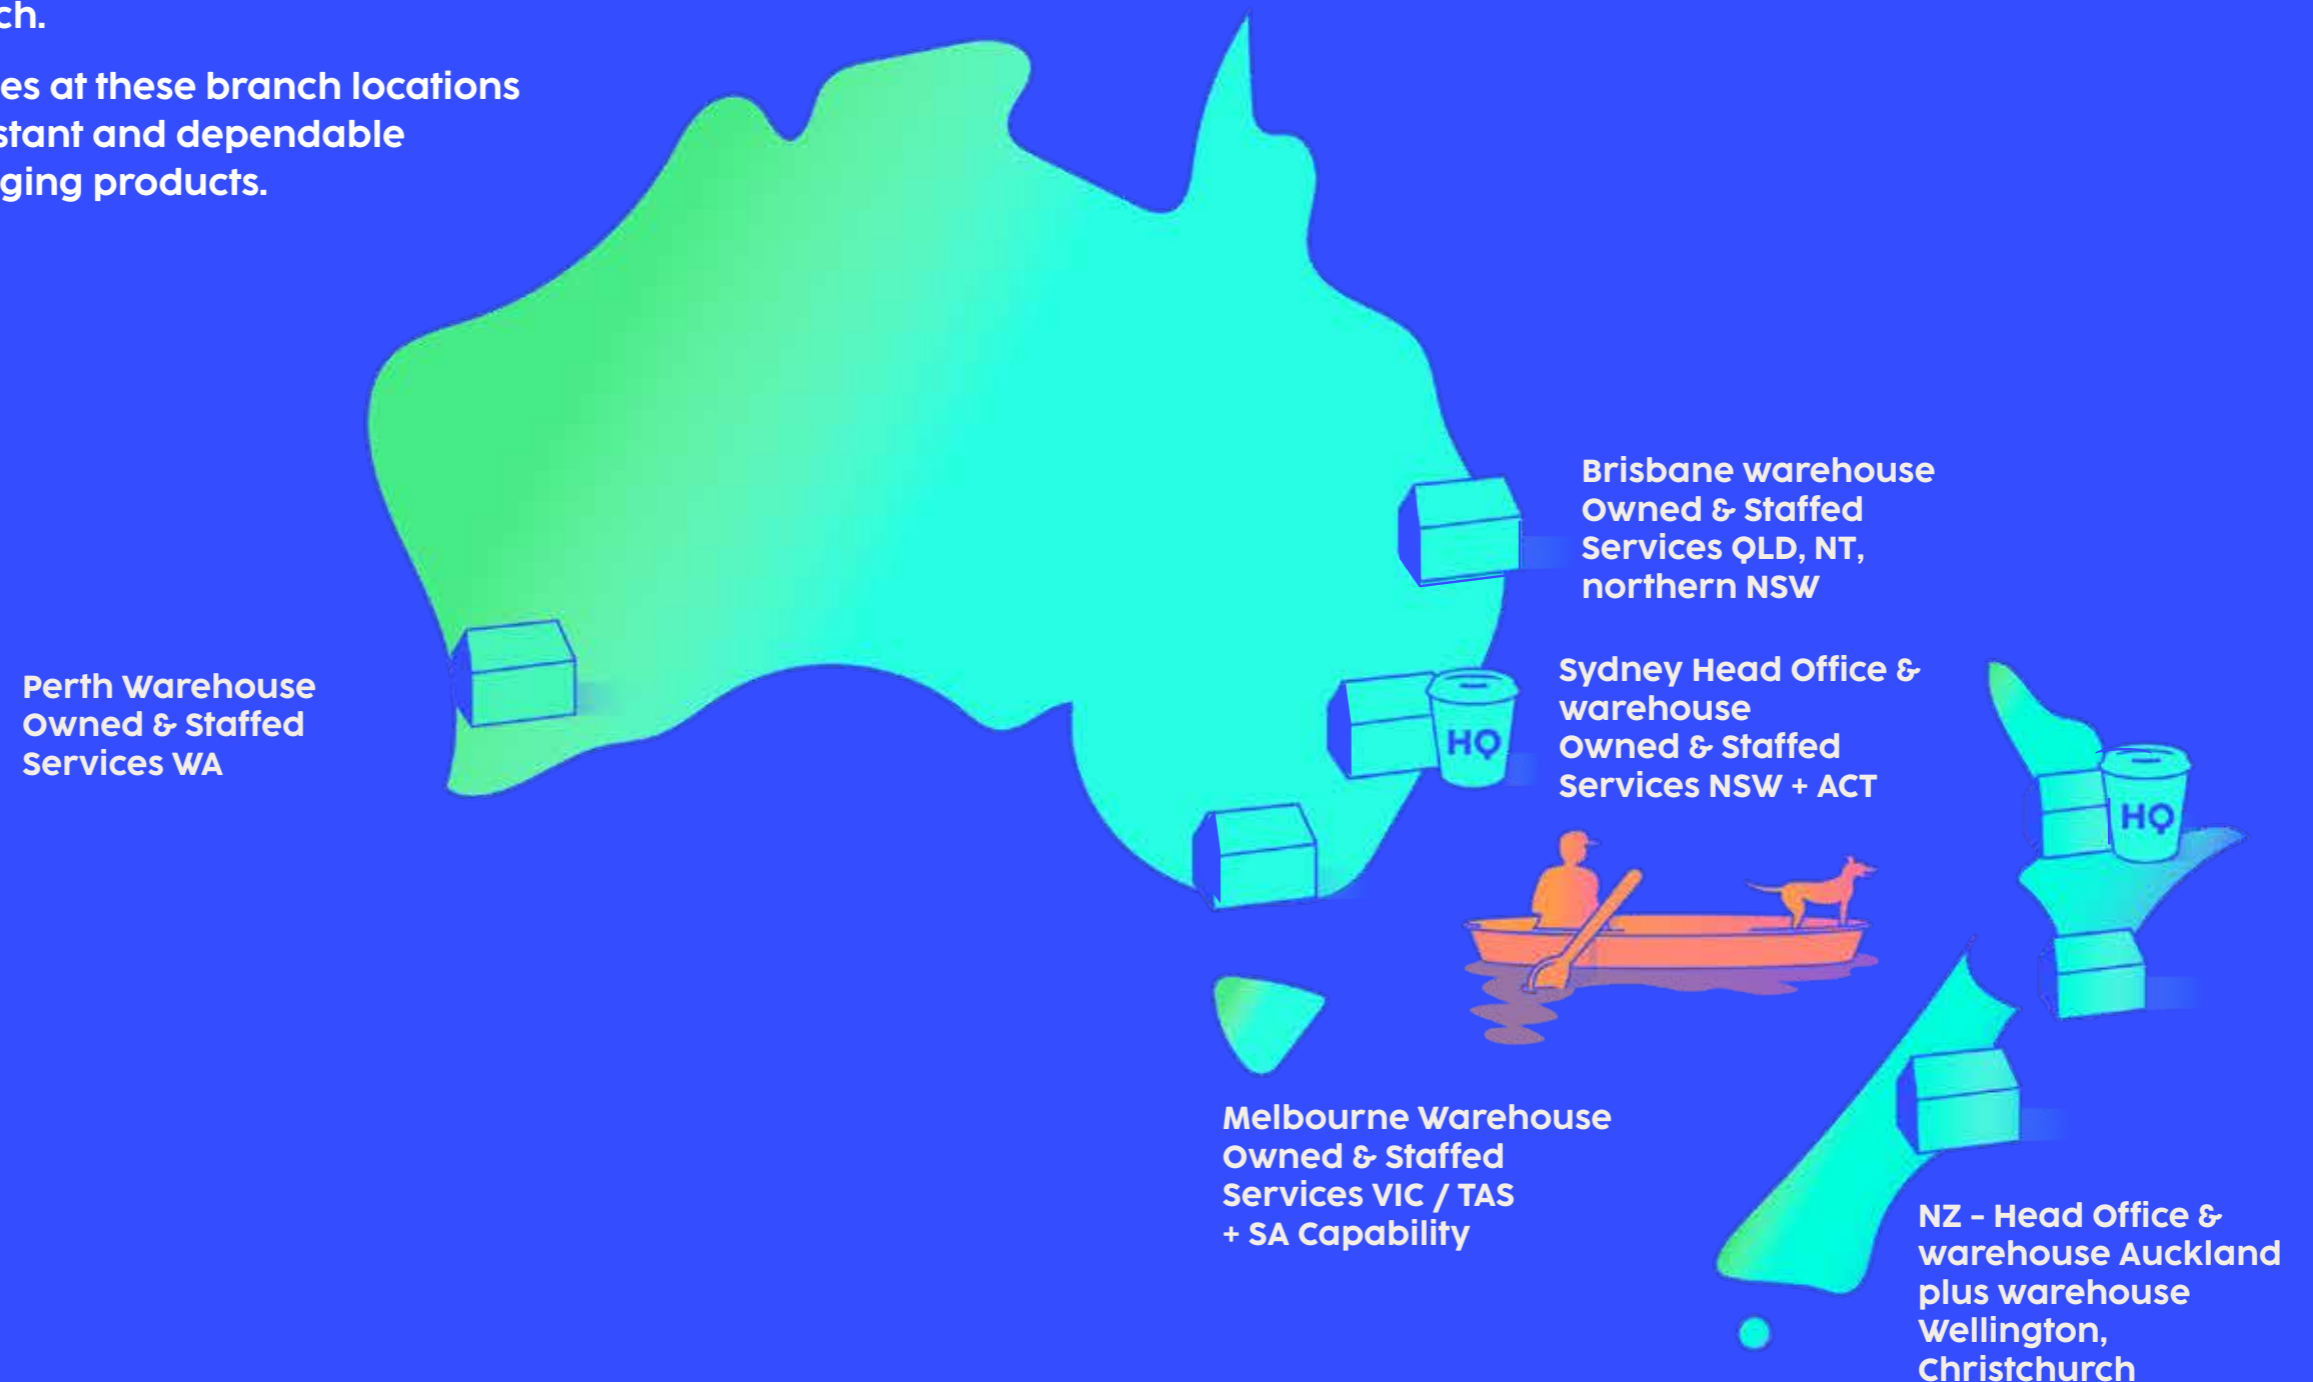 ch.
es at these branch locations
stant and dependable
ging products.
Brisbane warehouse
Owned & Staffed
Services QLD, NT,
northern NSW
Perth Warehouse
Owned & Staffed
Services WA
Sydney Head Office &
warehouse
Owned & Staffed
Services NSW + ACT
HQ
HQ
Melbourne Warehouse
Owned & Staffed
Services VIC / TAS
+ SA Capability
NZ - Head Office &
warehouse Auckland
plus warehouse
Wellington,
Christchurch